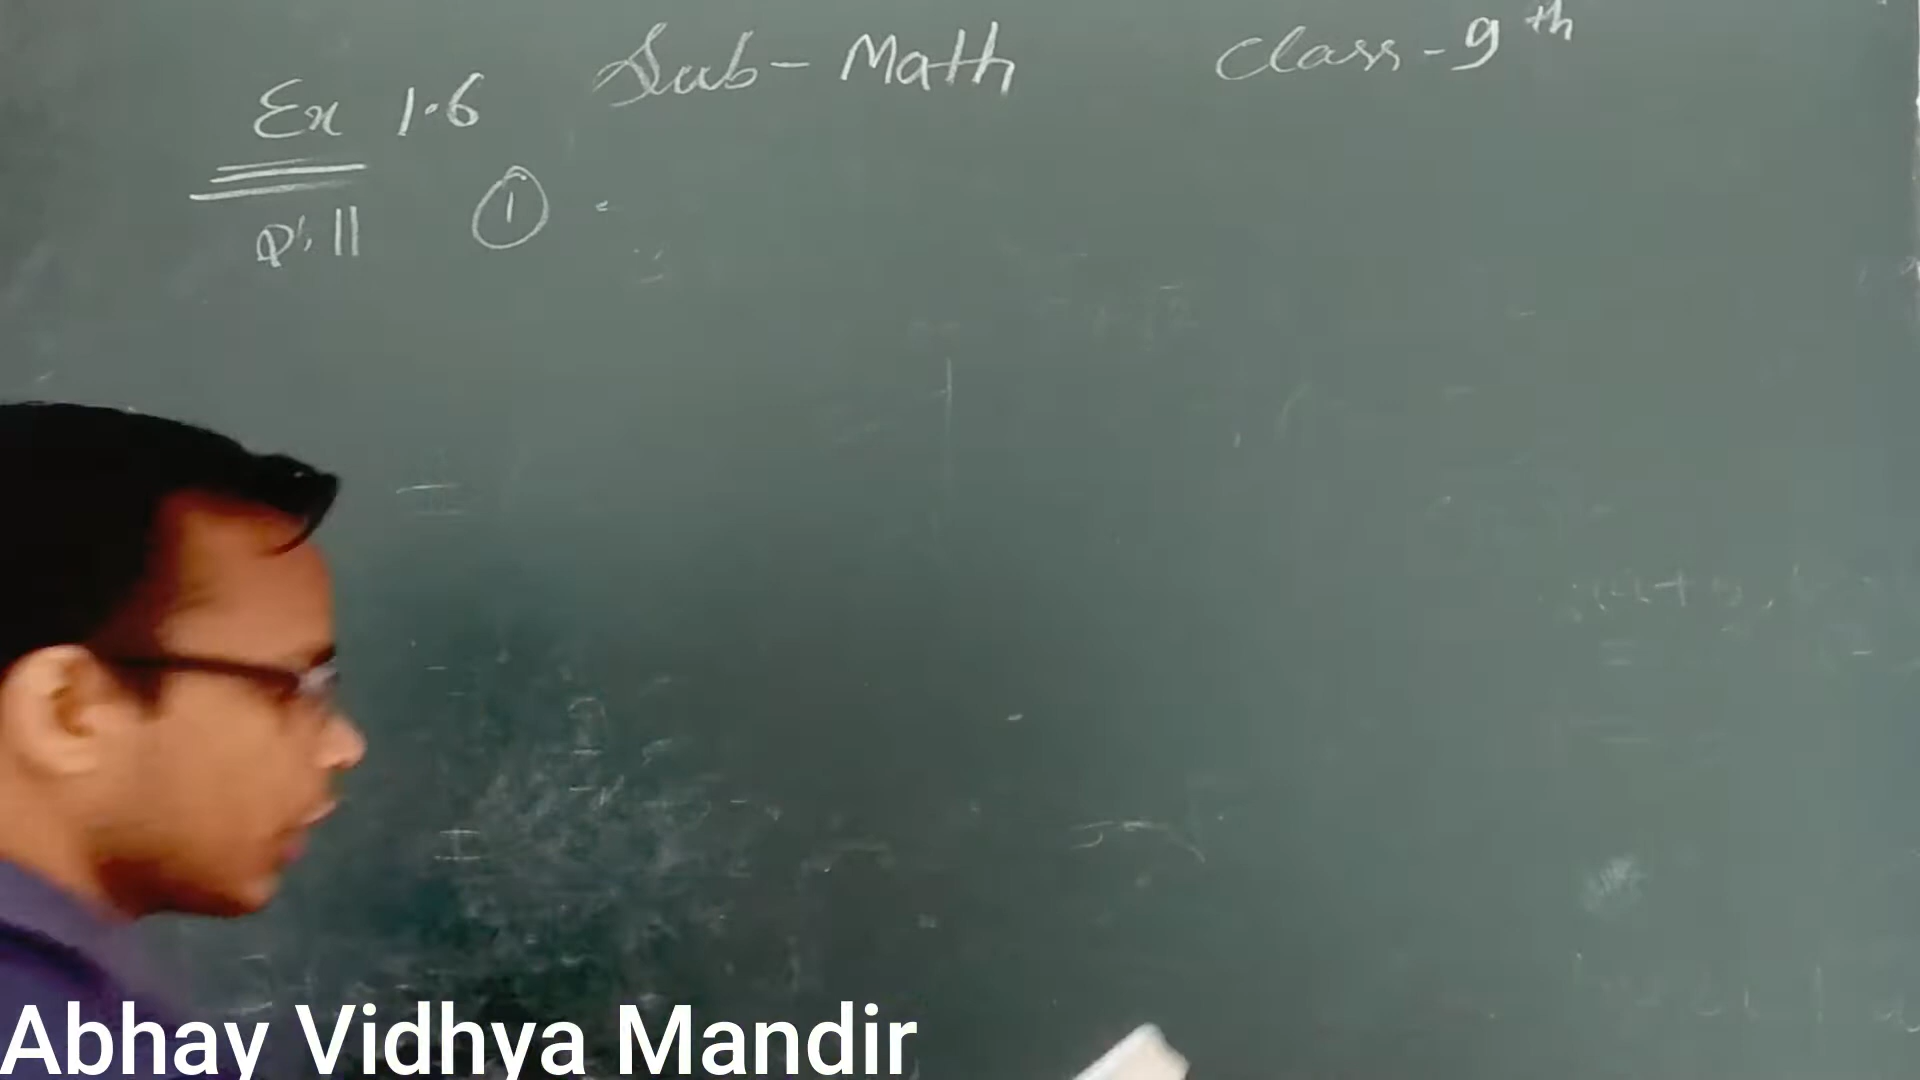 Sub - Math Class - 9th
Ex 1.6
Q. 11 ①
Abhay Vidhya Mandir